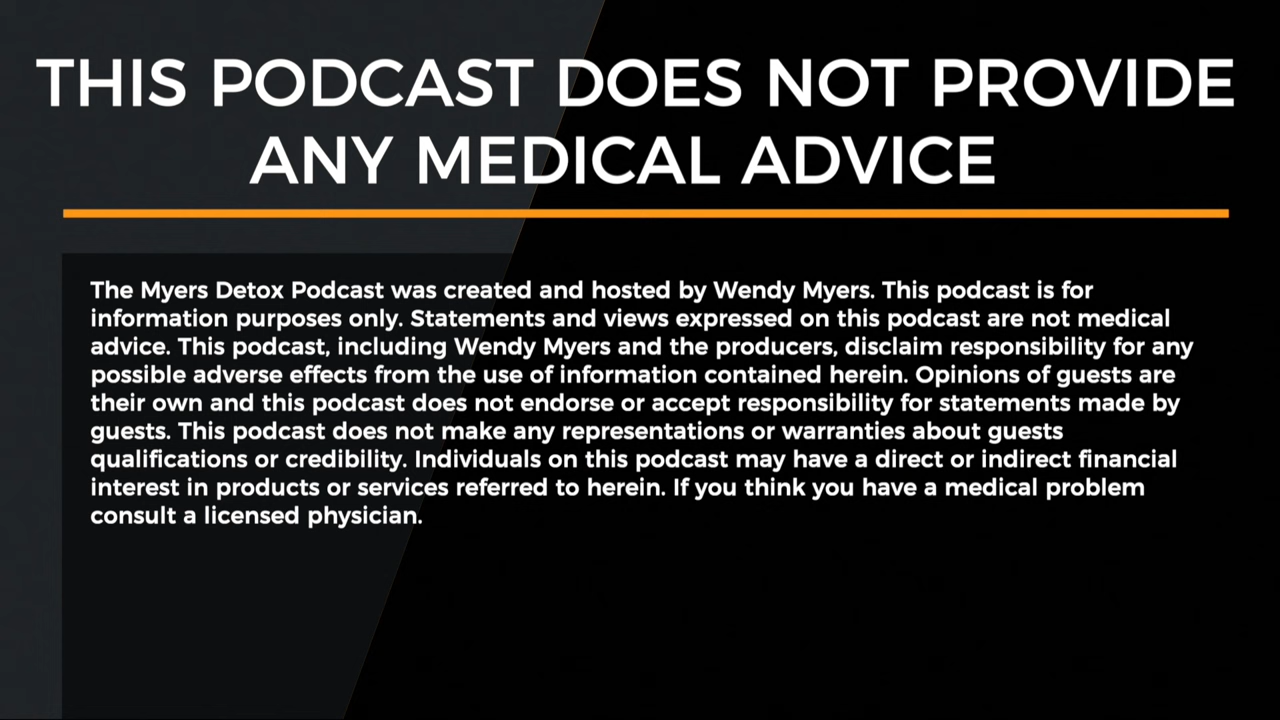 THIS PODCAST DOES NOT PROVIDE
ANY MEDICAL ADVICE
The Myers Detox Podcast was created and hosted by Wendy Myers. This podcast is for
information purposes only. Statements and views expressed on this podcast are not medical
advice. This podcast, including Wendy Myers and the producers, disclaim responsibility for any
possible adverse effects from the use of information contained herein. Opinions of guests are
their own and this podcast does not endorse or accept responsibility for statements made by
guests. This podcast does not make any representations or warranties about guests
qualifications or credibility. Individuals on this podcast may have a direct or indirect financial
interest in products or services referred to herein. If you think you have a medical problem
consult a licensed physician.